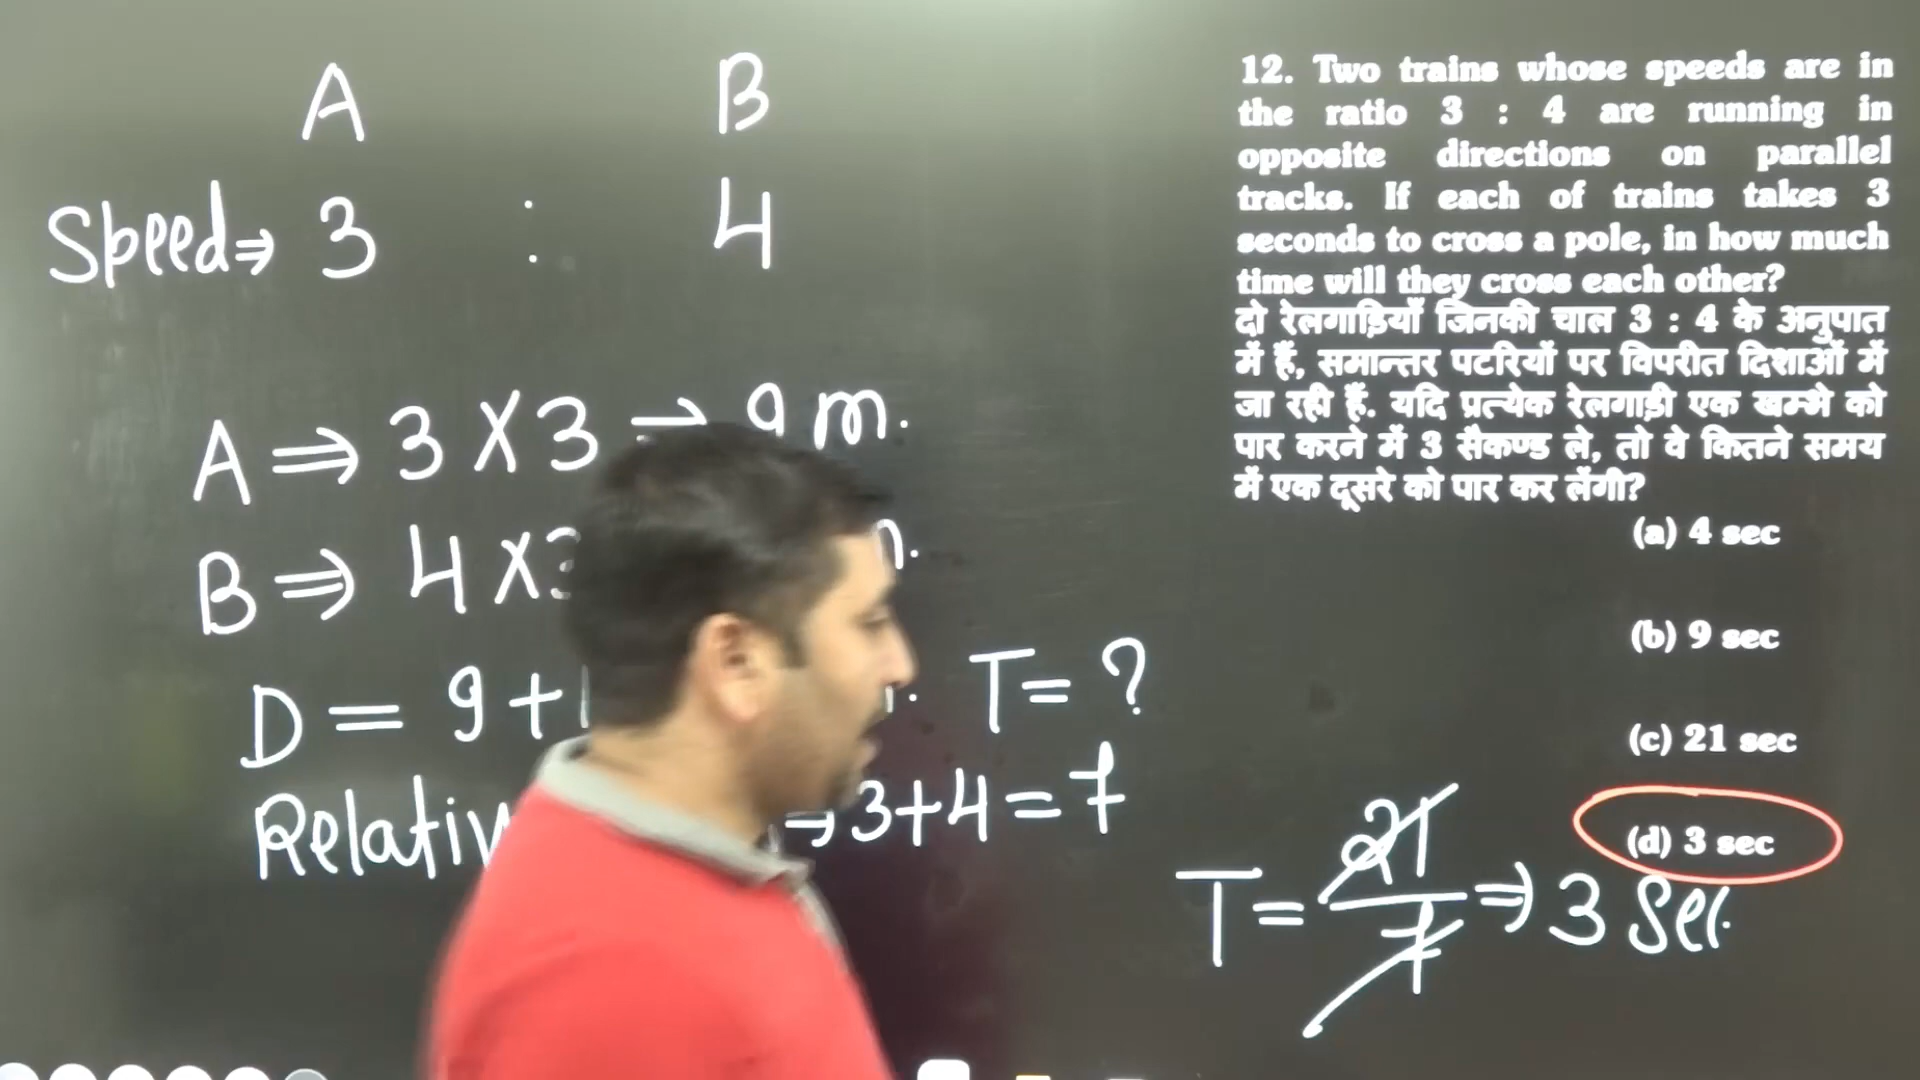 A B
Speed⇒ 3 : 4
A ⇒ 3 × 3 → 9 m.
B ⇒ 4 × 3
D = 9 +
T = ?
→ 3 + 4 = 7
T = 21/7 ⇒ 3 Sec.
12. Two trains whose speeds are in
the ratio 3 : 4 are running in
opposite directions on parallel
tracks. If each of trains takes 3
seconds to cross a pole, in how much
time will they cross each other?
दो रेलगाड़ियाँ जिनकी चाल 3 : 4 के अनुपात
में हैं, समान्तर पटरियों पर विपरीत दिशाओं में
जा रही हैं. यदि प्रत्येक रेलगाड़ी एक खम्भे को
पार करने में 3 सैकण्ड ले, तो वे कितने समय
में एक दूसरे को पार कर लेंगी?
(a) 4 sec
(b) 9 sec
(c) 21 sec
(d) 3 sec